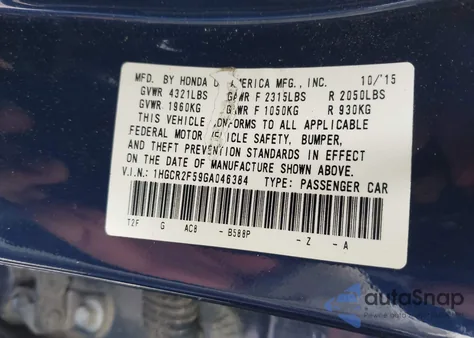 MFD. BY HONDA OF AMERICA MFG., INC. 10/'15
GVWR 4321LBS GAWR F 2315LBS R 2050LBS
GVWR 1960KG GAWR F 1050KG R 930KG
THIS VEHICLE CONFORMS TO ALL APPLICABLE
FEDERAL MOTOR VEHICLE SAFETY, BUMPER,
AND THEFT PREVENTION STANDARDS IN EFFECT
ON THE DATE OF MANUFACTURE SHOWN ABOVE.
V.I.N: 1HGCR2F59GA046384 TYPE: PASSENGER CAR
T2F G AC8 - B588P - Z - A
autoSnap